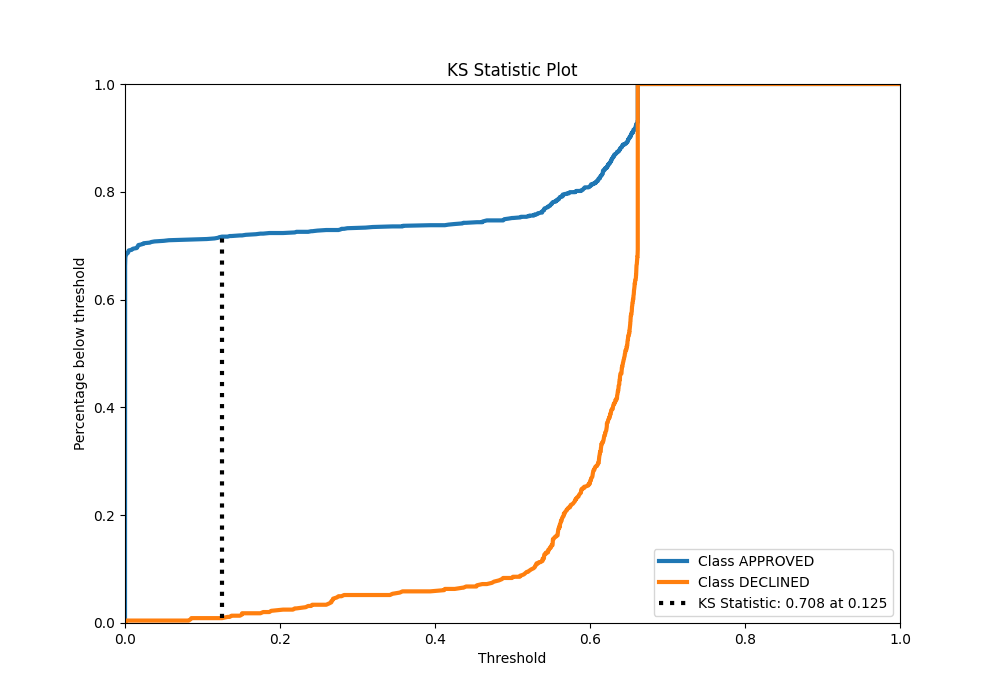 KS Statistic Plot
1.0
0.8
0.6
0.4
0.2
0.0
Percentage below threshold
0.0 0.2 0.4 0.6 0.8 1.0
Threshold
Class APPROVED
Class DECLINED
KS Statistic: 0.708 at 0.125